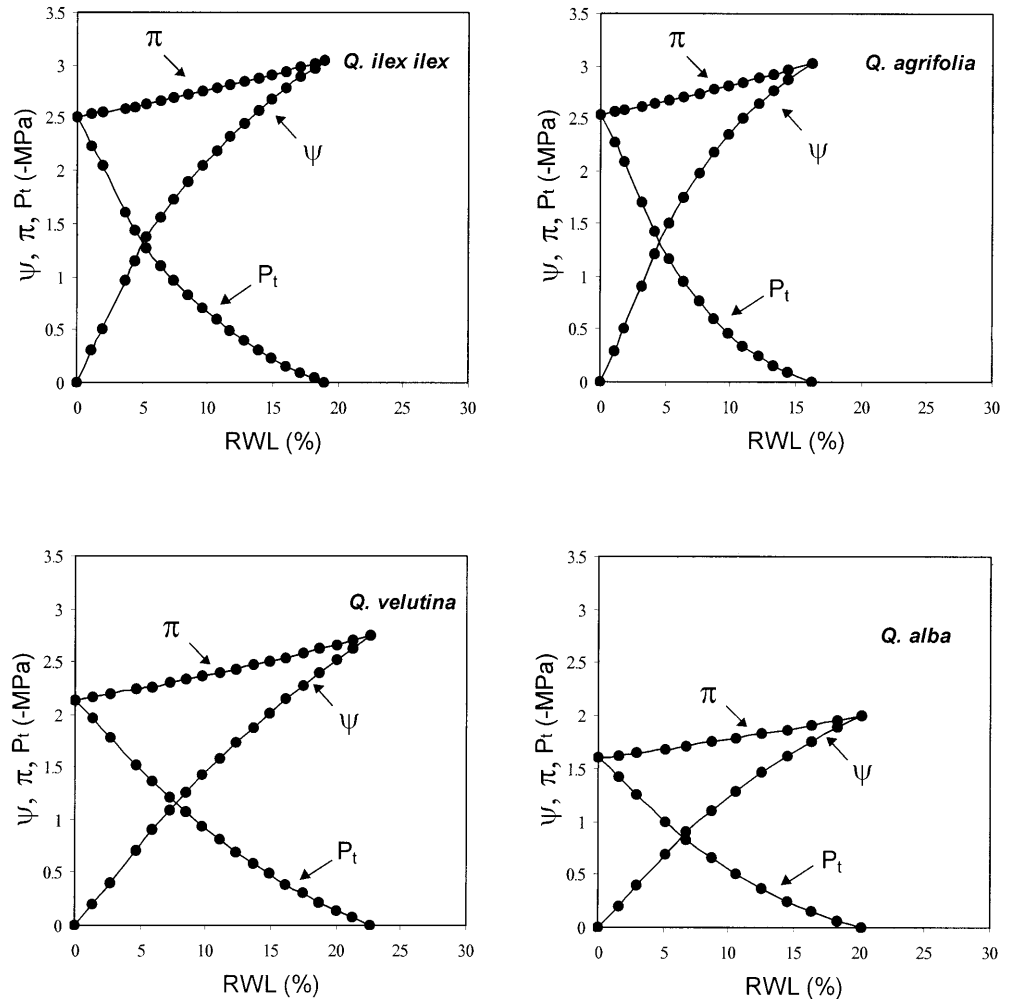 3.5
3
2.5
2
1.5
1
0.5
0
ψ, π, Pt (-MPa)
π
Q. ilex ilex
ψ
Pt
0 5 10 15 20 25 30
RWL (%)
3.5
3
2.5
2
1.5
1
0.5
0
ψ, π, Pt (-MPa)
π
Q. agrifolia
ψ
Pt
0 5 10 15 20 25 30
RWL (%)
3.5
3
2.5
2
1.5
1
0.5
0
ψ, π, Pt (-MPa)
Q. velutina
π
ψ
Pt
0 5 10 15 20 25 30
RWL (%)
3.5
3
2.5
2
1.5
1
0.5
0
ψ, π, Pt (-MPa)
Q. alba
π
ψ
Pt
0 5 10 15 20 25 30
RWL (%)